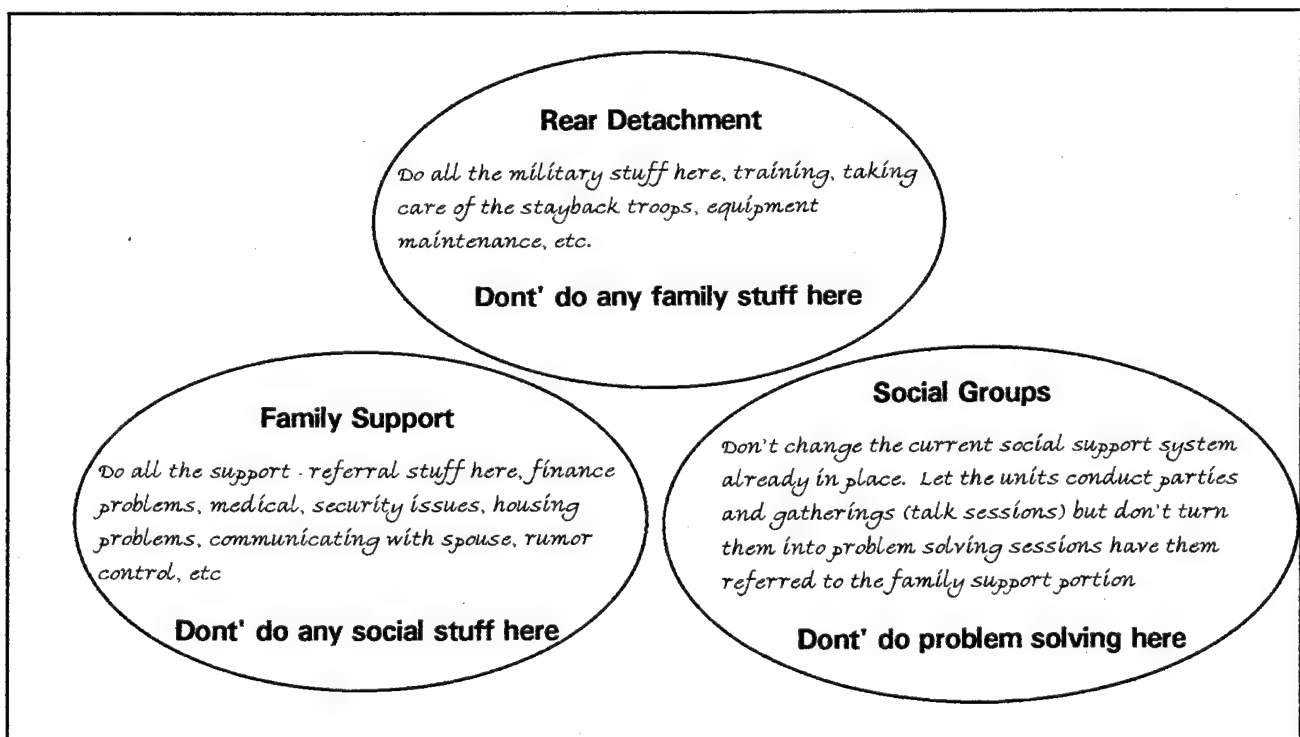 Rear Detachment
Do all the military stuff here, training, taking
care of the stayback troops, equipment
maintenance, etc.
Dont' do any family stuff here
Family Support
Do all the support - referral stuff here, finance
problems, medical, security issues, housing
problems, communicating with spouse, rumor
control, etc
Dont' do any social stuff here
Social Groups
Don't change the current social support system
already in place. Let the units conduct parties
and gatherings (talk sessions) but don't turn
them into problem solving sessions have them
referred to the family support portion
Dont' do problem solving here